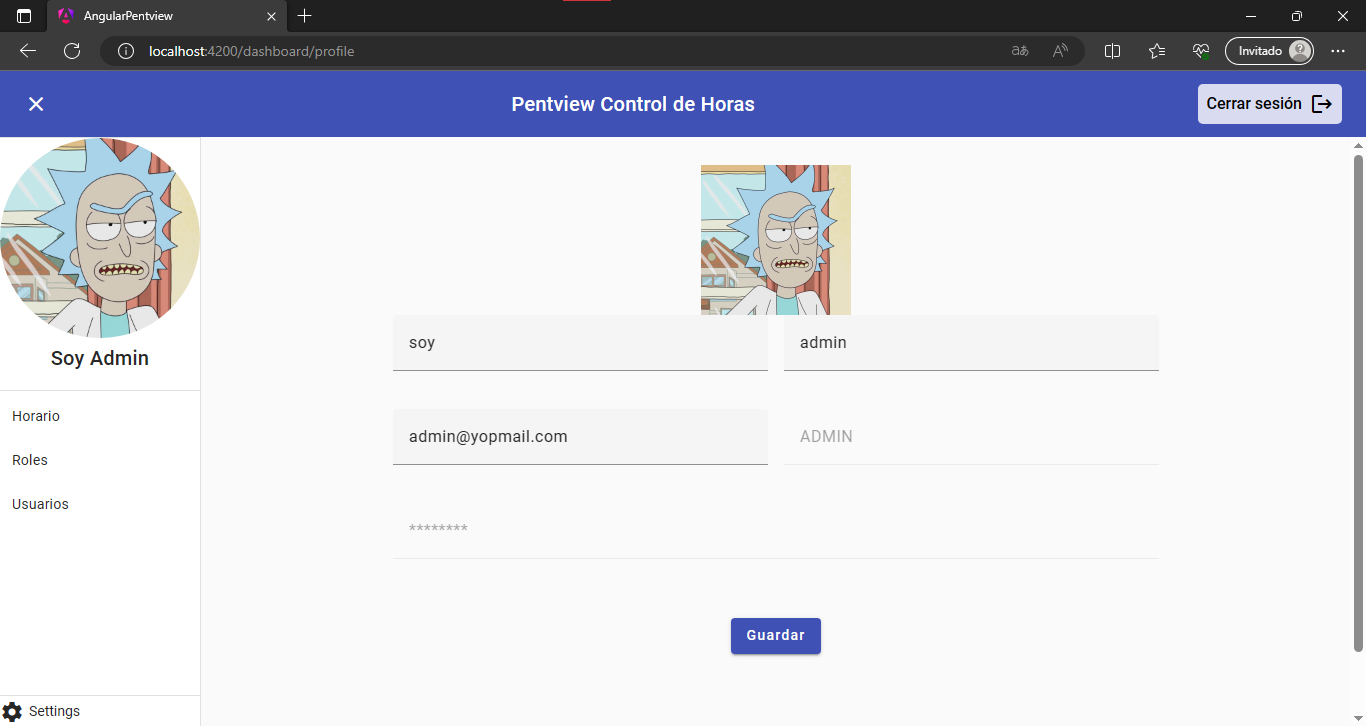 AngularPentview
localhost:4200/dashboard/profile
Invitado
Pentview Control de Horas
Cerrar sesión
Soy Admin
Horario
Roles
Usuarios
Settings
soy
admin
admin@yopmail.com
ADMIN
********
Guardar